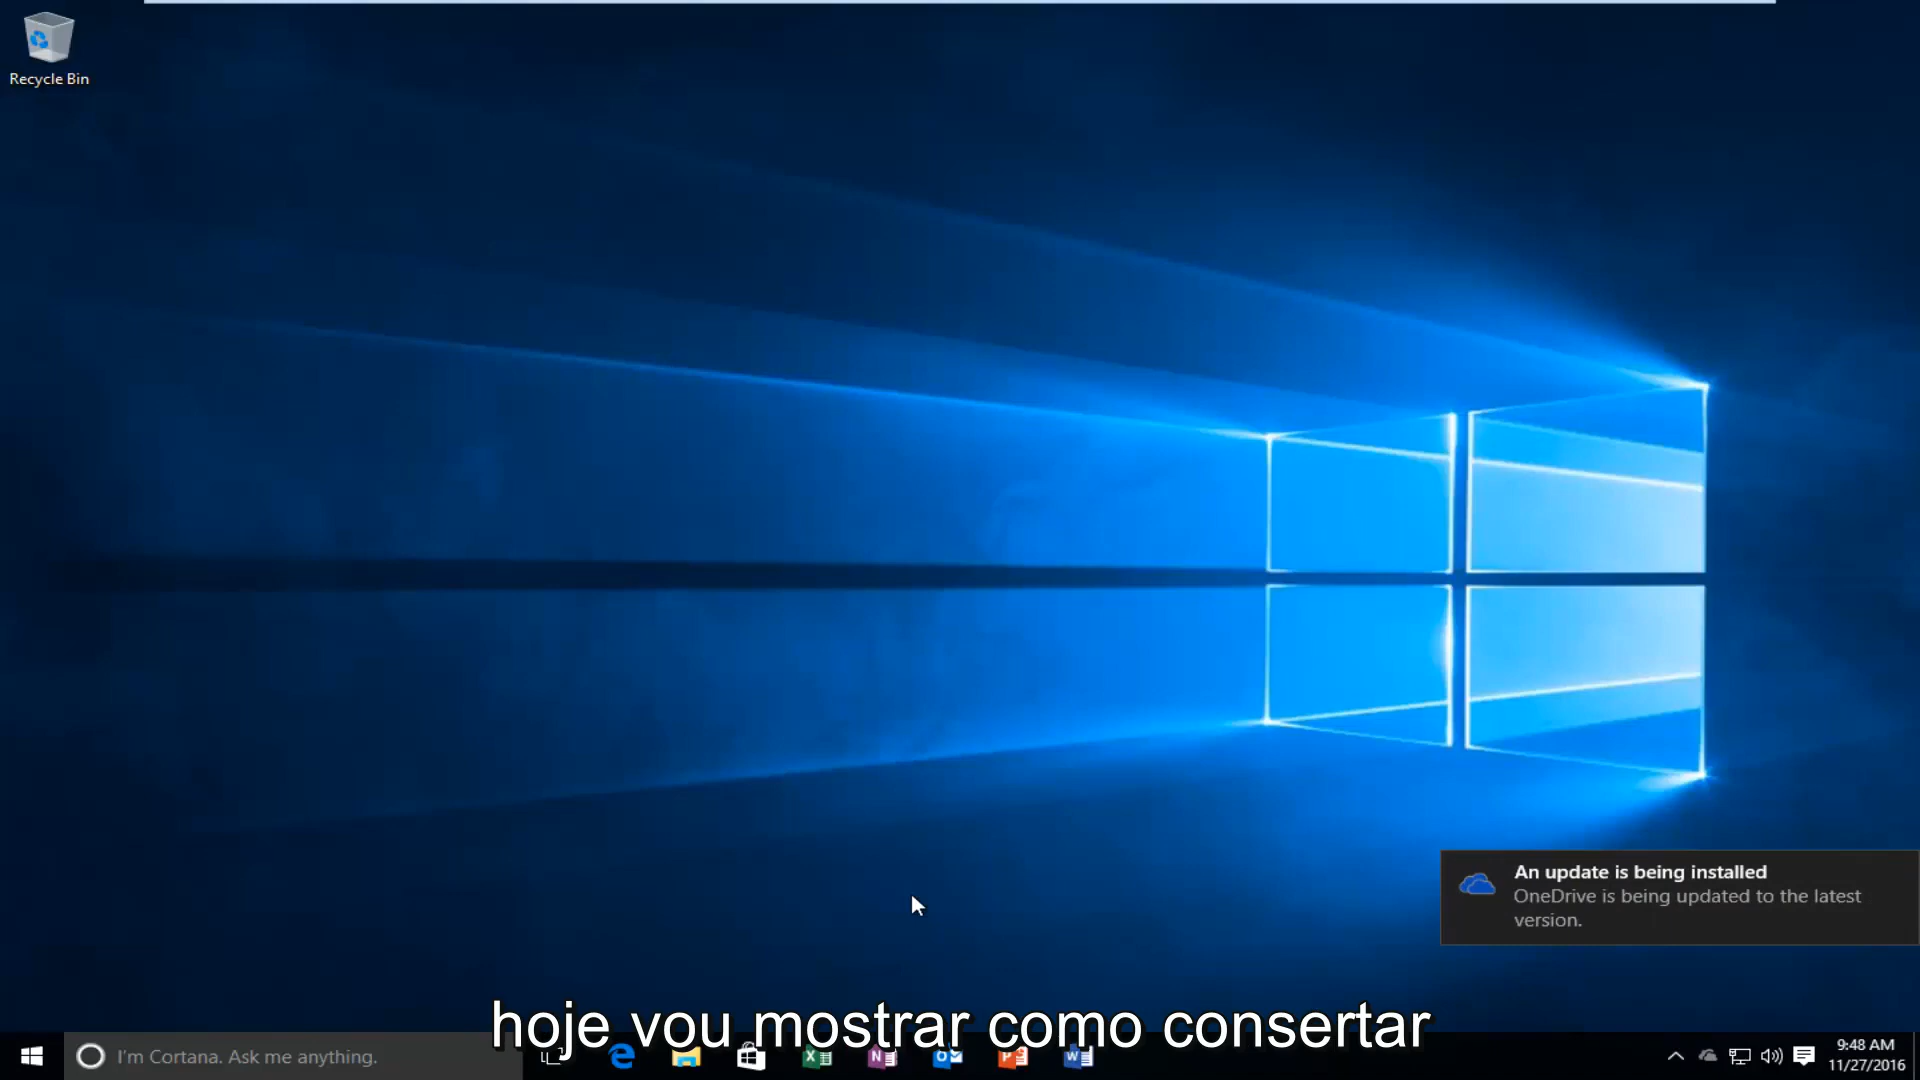 Recycle Bin
An update is being installed
OneDrive is being updated to the latest
version.
hoje vou mostrar como consertar
I'm Cortana. Ask me anything.
9:48 AM
11/27/2016